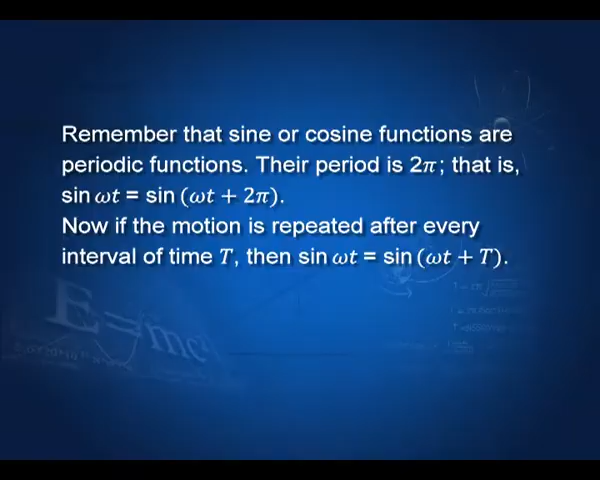 Remember that sine or cosine functions are
periodic functions. Their period is 2π; that is,
sin ωt = sin (ωt + 2π).
Now if the motion is repeated after every
interval of time T, then sin ωt = sin (ωt + T).
E=mc